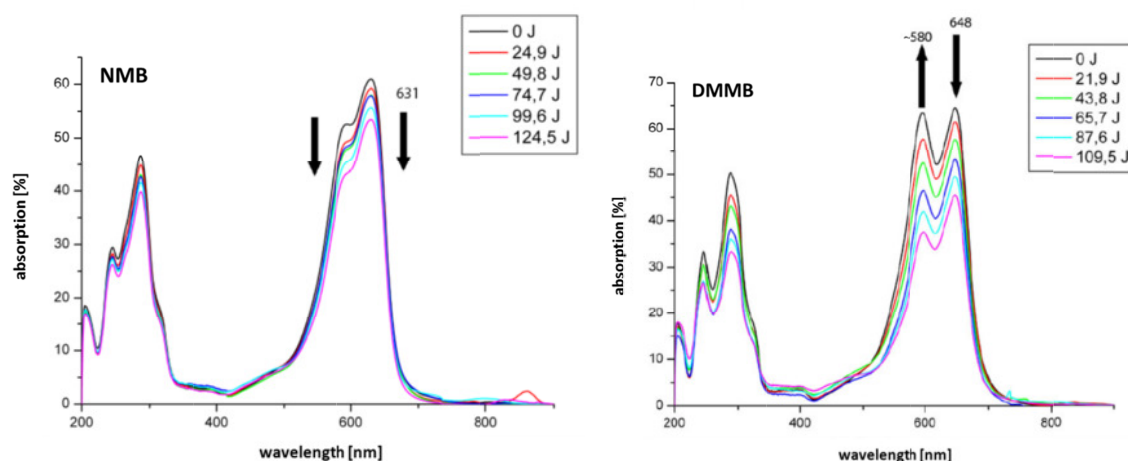 NMB
631
0 J
24,9 J
49,8 J
74,7 J
99,6 J
124,5 J
60
50
40
30
20
10
0
200
400
600
800
absorption [%]
wavelength [nm]
DMMB
~580
648
0 J
21,9 J
43,8 J
65,7 J
87,6 J
109,5 J
70
60
50
40
30
20
10
0
200
400
600
800
absorption [%]
wavelength [nm]